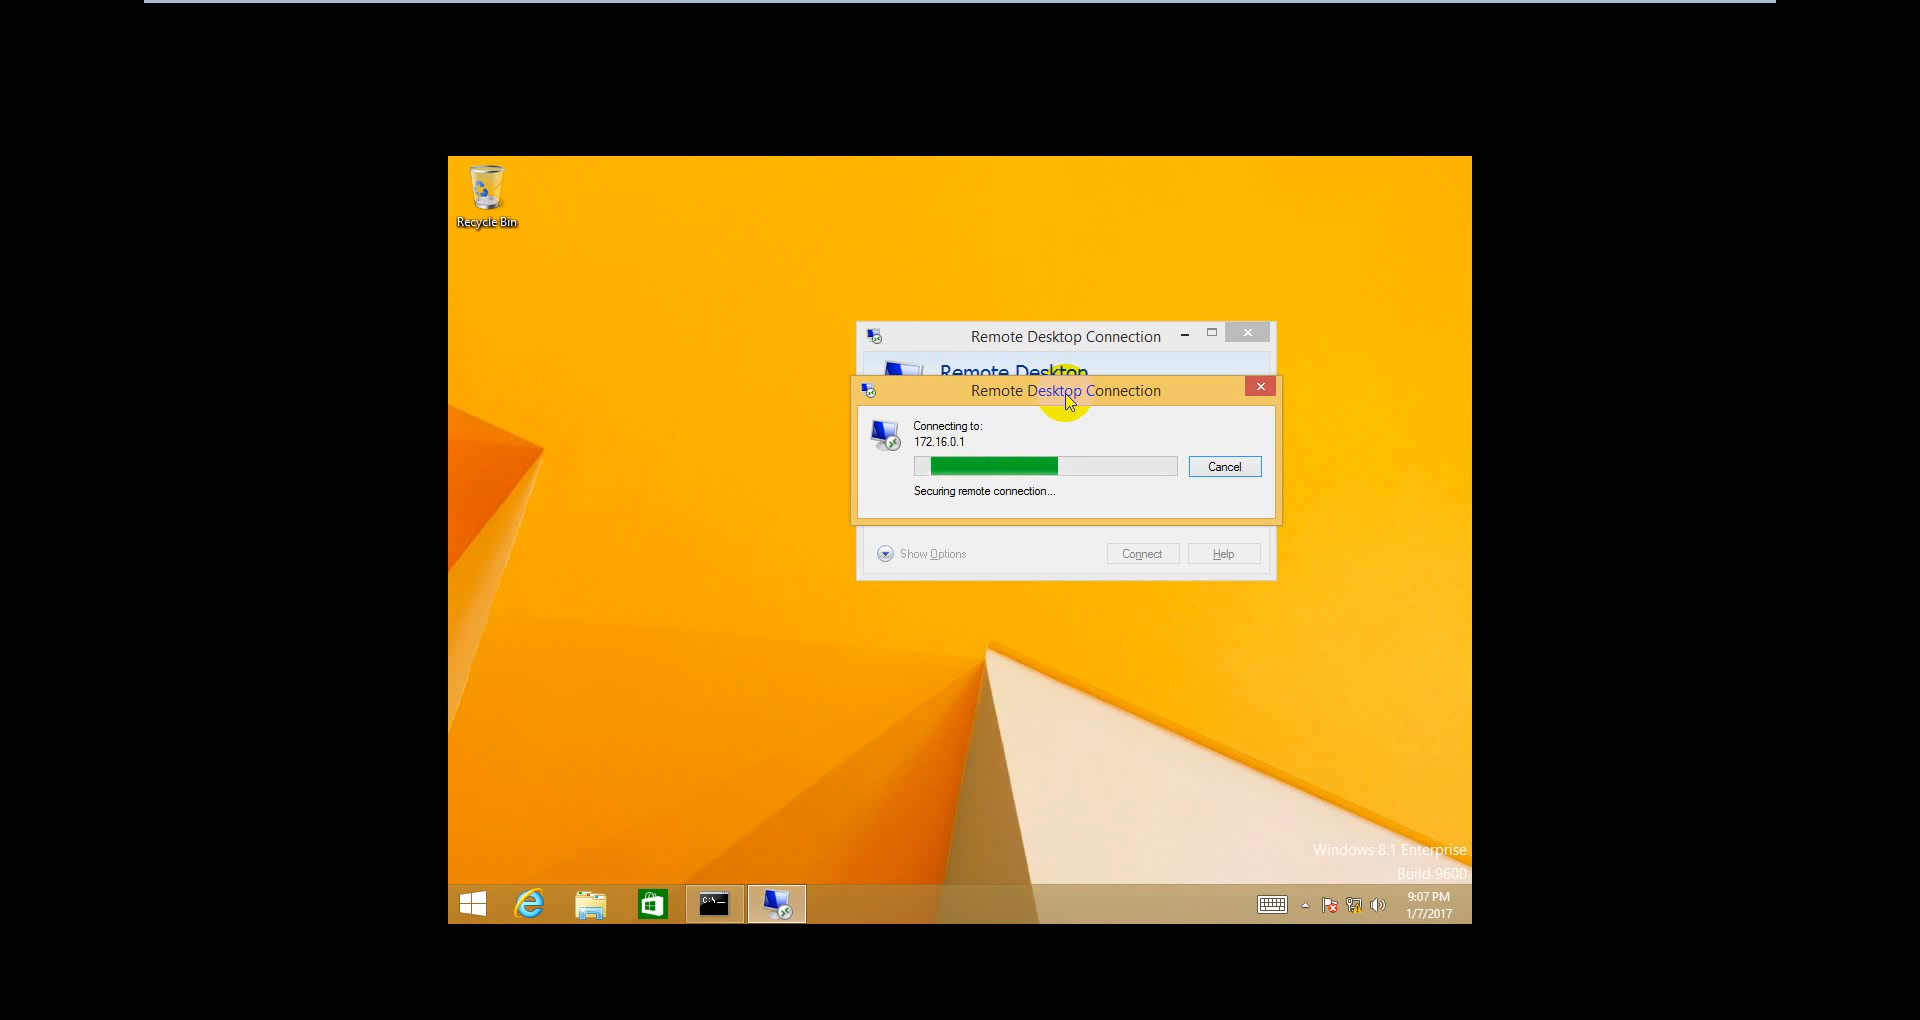 Recycle Bin
Remote Desktop Connection
Remote Desktop
Remote Desktop Connection
Connecting to:
172.16.0.1
Cancel
Securing remote connection...
Show Options
Connect
Help
Windows 8.1 Enterprise
Build 9600
C:\
9:07 PM
1/7/2017